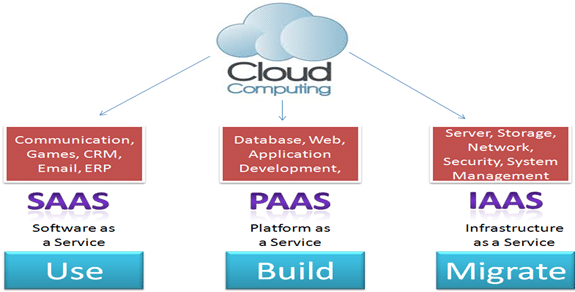 Cloud
Computing
Communication,
Games, CRM,
Email, ERP
SAAS
Software as
a Service
Use
Database, Web,
Application
Development,
PAAS
Platform as
a Service
Build
Server, Storage,
Network,
Security, System
Management
IAAS
Infrastructure
as a Service
Migrate